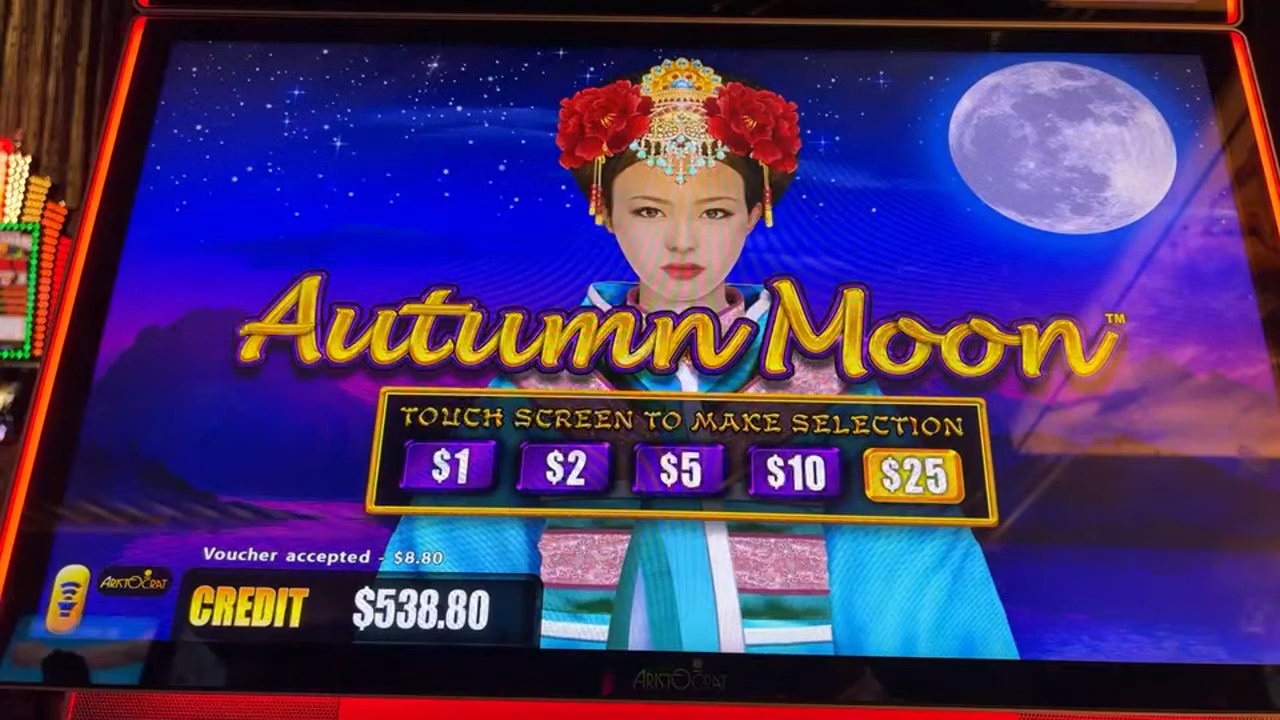 Autumn Moon™
TOUCH SCREEN TO MAKE SELECTION
$1 $2 $5 $10 $25
Voucher accepted - $8.80
ARISTOCRAT
CREDIT $538.80
ARISTOCRAT